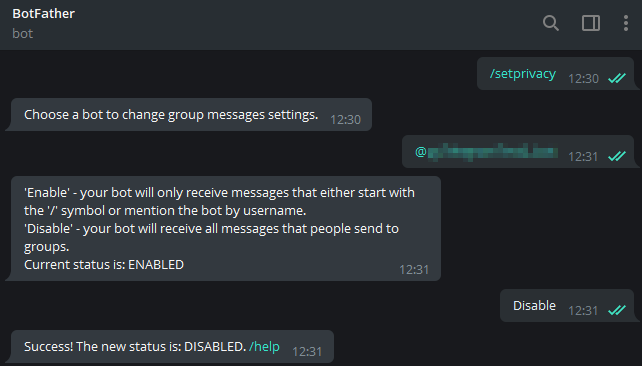 BotFather
bot
/setprivacy 12:30
Choose a bot to change group messages settings. 12:30
@ 12:31
'Enable' - your bot will only receive messages that either start with
the '/' symbol or mention the bot by username.
'Disable' - your bot will receive all messages that people send to
groups.
Current status is: ENABLED 12:31
Disable 12:31
Success! The new status is: DISABLED. /help 12:31